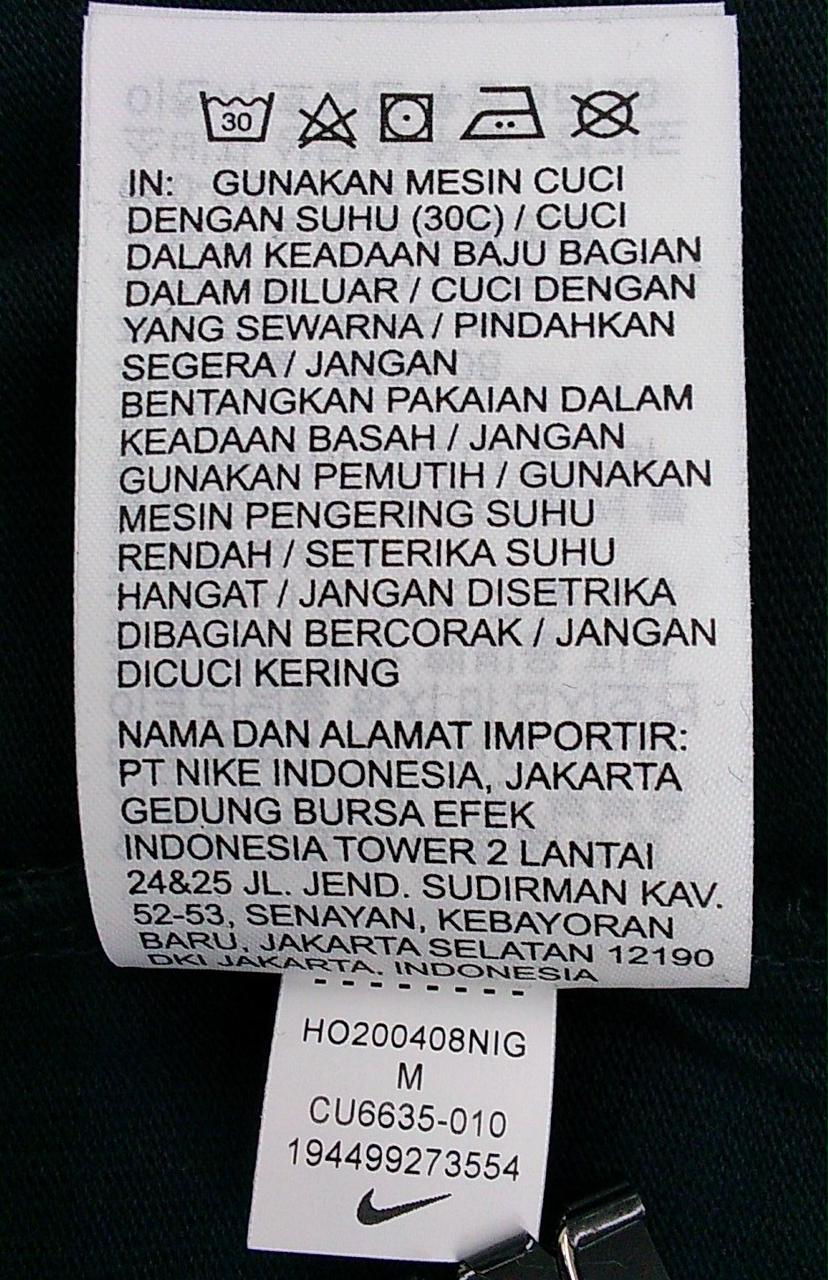 30
IN: GUNAKAN MESIN CUCI
DENGAN SUHU (30C) / CUCI
DALAM KEADAAN BAJU BAGIAN
DALAM DILUAR / CUCI DENGAN
YANG SEWARNA / PINDAHKAN
SEGERA / JANGAN
BENTANGKAN PAKAIAN DALAM
KEADAAN BASAH / JANGAN
GUNAKAN PEMUTIH / GUNAKAN
MESIN PENGERING SUHU
RENDAH / SETERIKA SUHU
HANGAT / JANGAN DISETRIKA
DIBAGIAN BERCORAK / JANGAN
DICUCI KERING
NAMA DAN ALAMAT IMPORTIR:
PT NIKE INDONESIA, JAKARTA
GEDUNG BURSA EFEK
INDONESIA TOWER 2 LANTAI
24&25 JL. JEND. SUDIRMAN KAV.
52-53, SENAYAN, KEBAYORAN
BARU, JAKARTA SELATAN 12190
DKI JAKARTA. INDONESIA
HO200408NIG
M
CU6635-010
194499273554